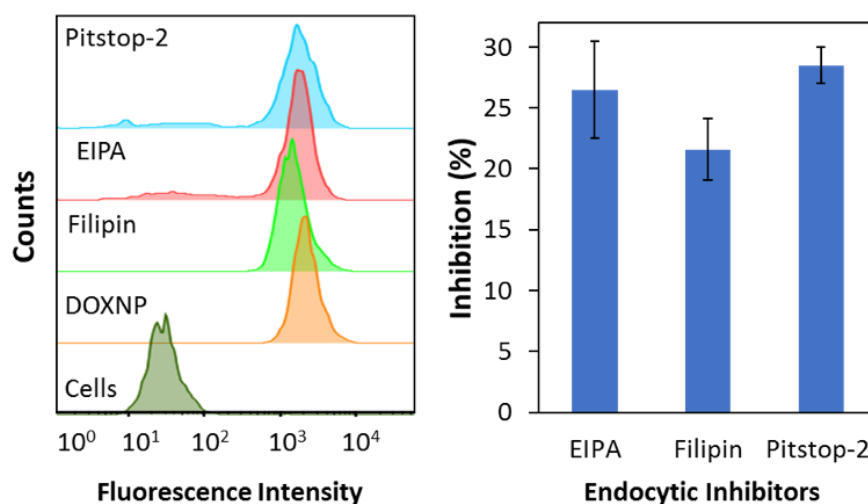 Pitstop-2
EIPA
Filipin
DOXNP
Cells
Counts
10⁰ 10¹ 10² 10³ 10⁴
Fluorescence Intensity
Inhibition (%)
30
25
20
15
10
5
0
EIPA Filipin Pitstop-2
Endocytic Inhibitors